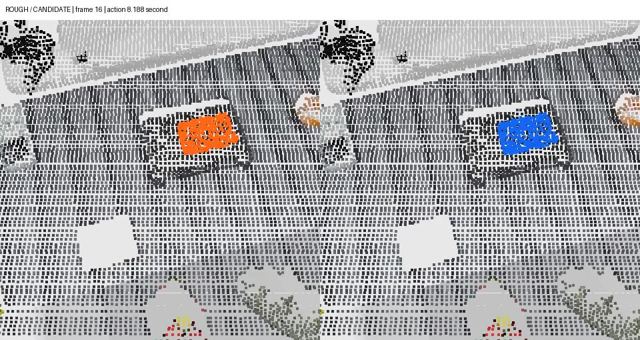 ROUGH / CANDIDATE | frame 16 | action 8.188 second